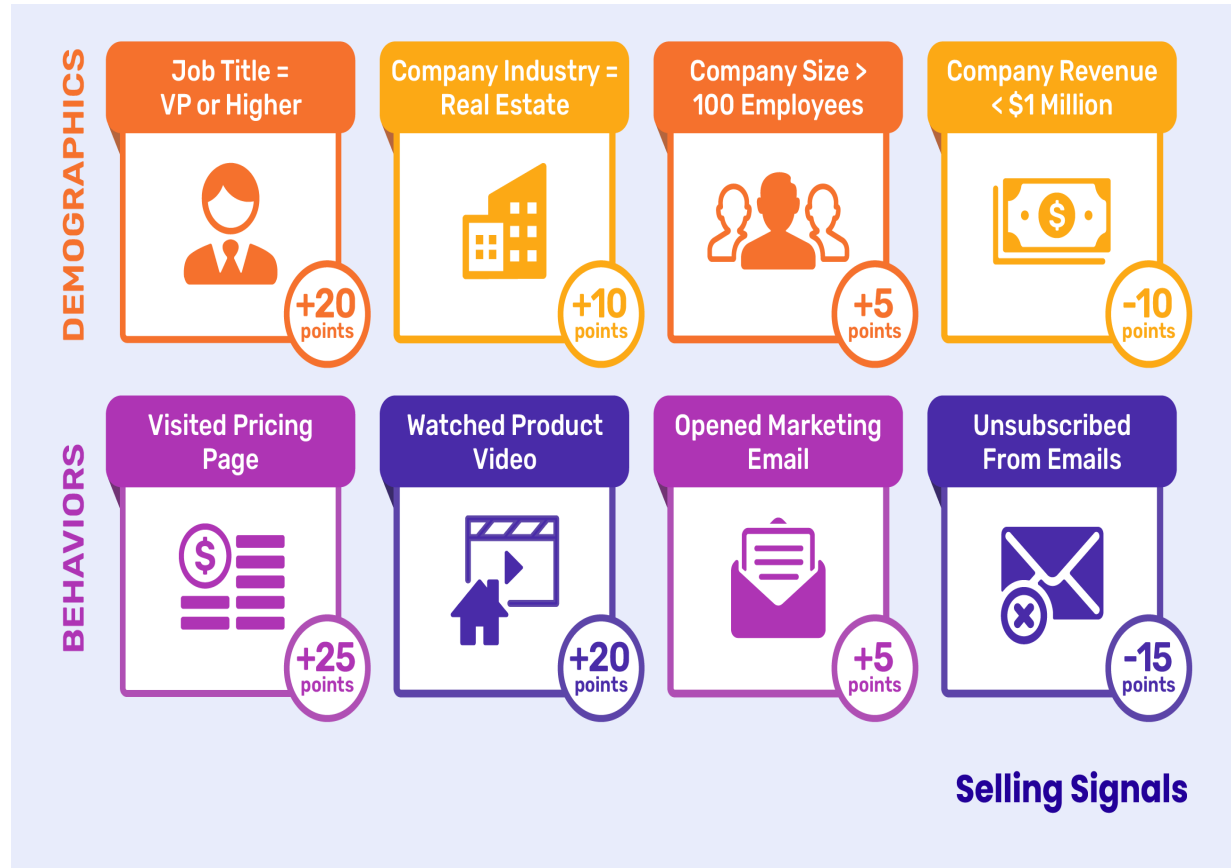 DEMOGRAPHICS
Job Title =
VP or Higher
+20
points
Company Industry =
Real Estate
+10
points
Company Size >
100 Employees
+5
points
Company Revenue
< $1 Million
$
-10
points
BEHAVIORS
Visited Pricing
Page
$
+25
points
Watched Product
Video
+20
points
Opened Marketing
Email
+5
points
Unsubscribed
From Emails
-15
points
Selling Signals